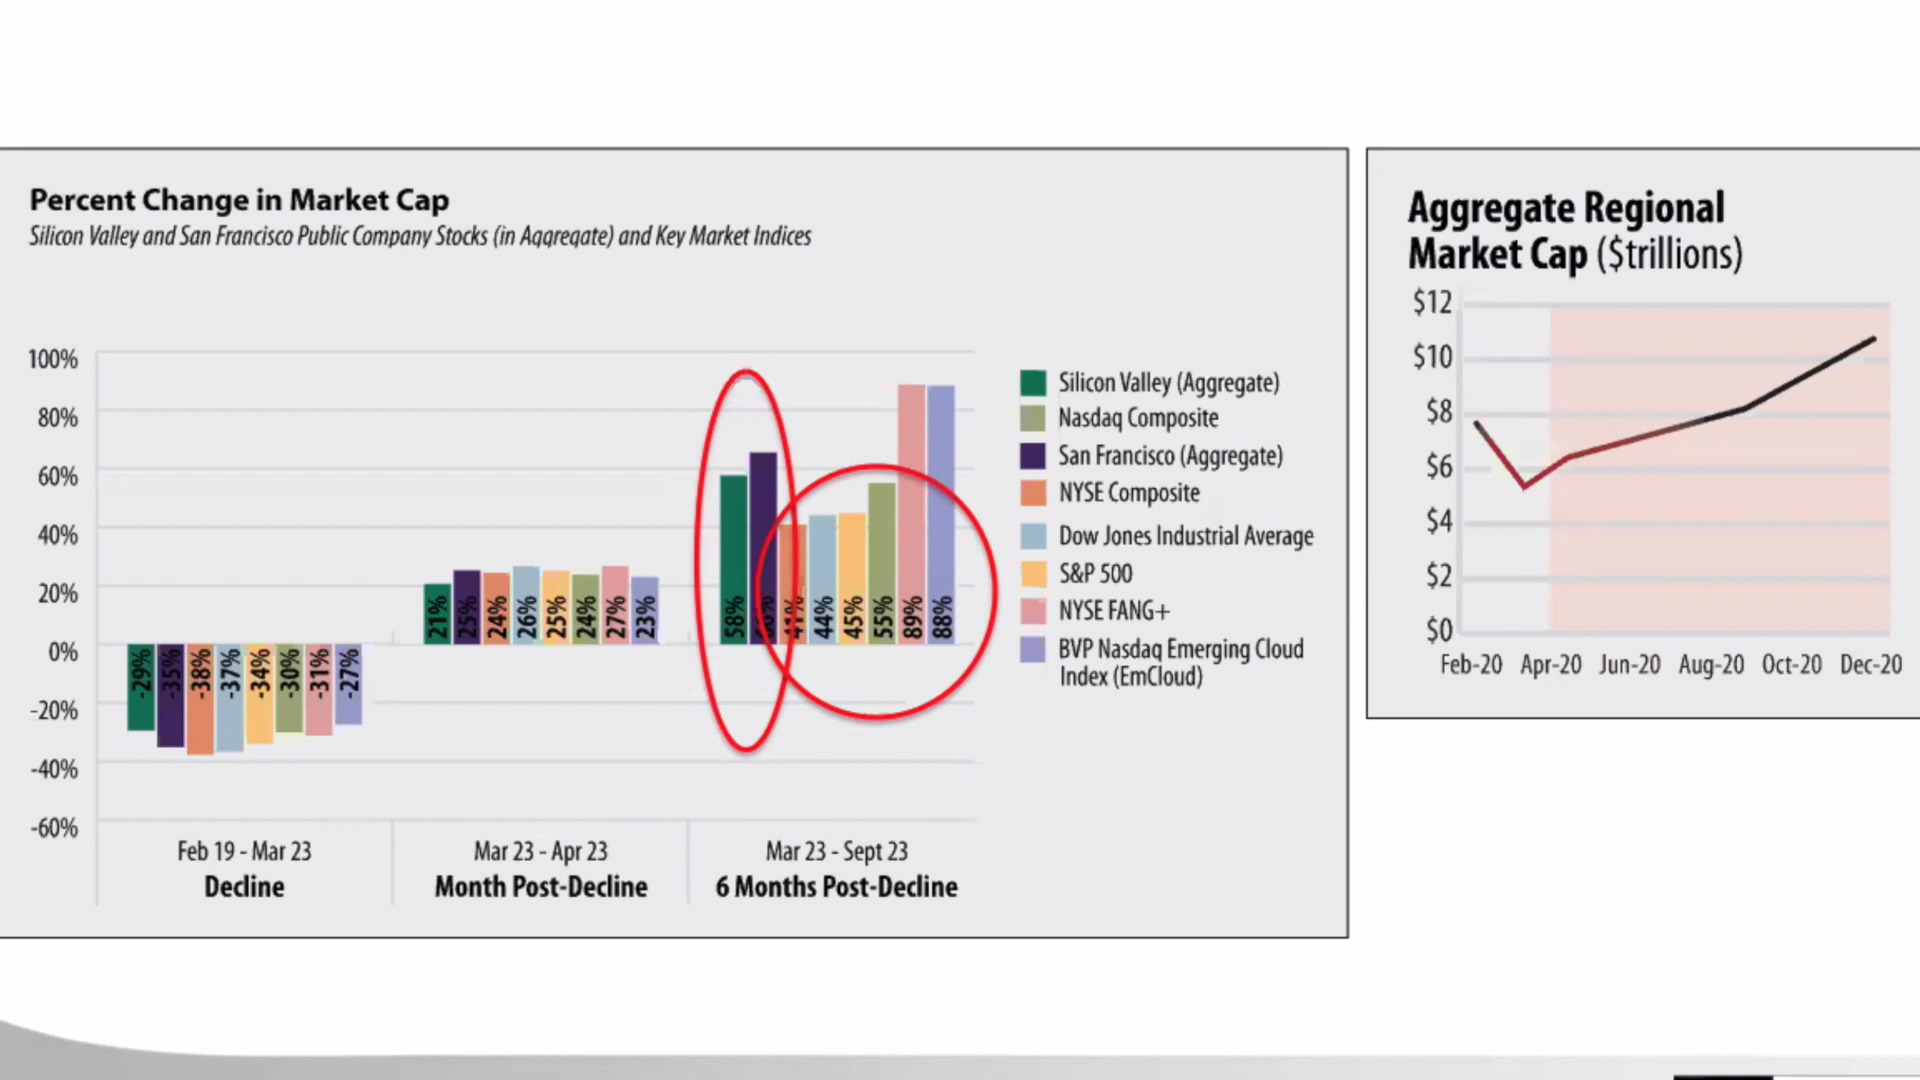 Percent Change in Market Cap
Silicon Valley and San Francisco Public Company Stocks (in Aggregate) and Key Market Indices
100%
80%
60%
40%
20%
0%
-20%
-40%
-60%
-29%
-35%
-38%
-37%
-34%
-30%
-31%
-27%
21%
25%
24%
26%
25%
24%
27%
23%
58%
41%
44%
45%
55%
89%
88%
Feb 19 - Mar 23
Decline
Mar 23 - Apr 23
Month Post-Decline
Mar 23 - Sept 23
6 Months Post-Decline
Silicon Valley (Aggregate)
Nasdaq Composite
San Francisco (Aggregate)
NYSE Composite
Dow Jones Industrial Average
S&P 500
NYSE FANG+
BVP Nasdaq Emerging Cloud
Index (EmCloud)
Aggregate Regional
Market Cap ($trillions)
$12
$10
$8
$6
$4
$2
$0
Feb-20 Apr-20 Jun-20 Aug-20 Oct-20 Dec-20